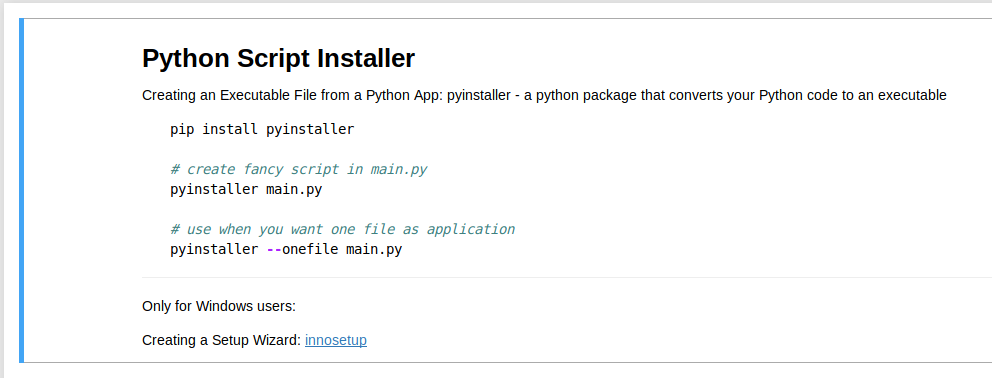 Python Script Installer
Creating an Executable File from a Python App: pyinstaller - a python package that converts your Python code to an executable
pip install pyinstaller
# create fancy script in main.py
pyinstaller main.py
# use when you want one file as application
pyinstaller --onefile main.py
Only for Windows users:
Creating a Setup Wizard: innosetup